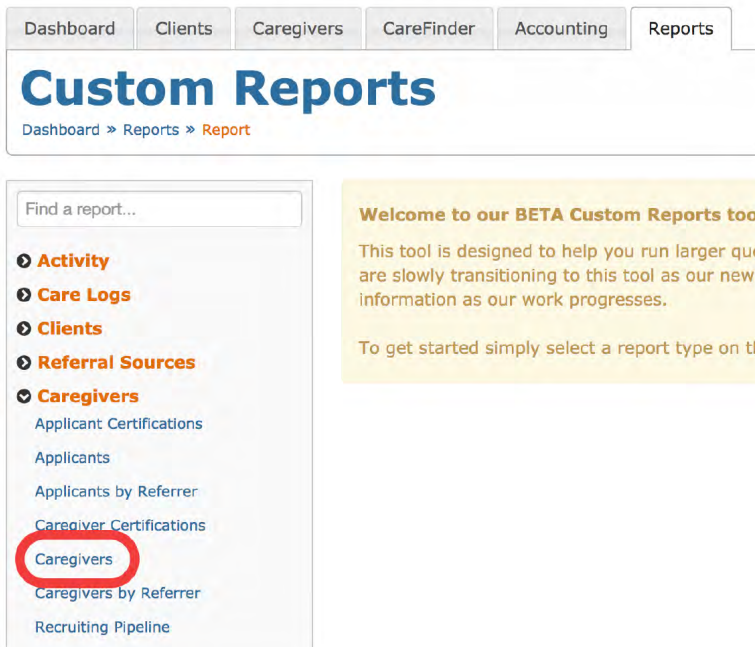 Dashboard
Clients
Caregivers
CareFinder
Accounting
Reports
Custom Reports
Dashboard » Reports » Report
Find a report...
Activity
Care Logs
Clients
Referral Sources
Caregivers
Applicant Certifications
Applicants
Applicants by Referrer
Caregiver Certifications
Caregivers
Caregivers by Referrer
Recruiting Pipeline
Welcome to our BETA Custom Reports
This tool is designed to help you run larger
are slowly transitioning to this tool as our new
information as our work progresses.
To get started simply select a report type on